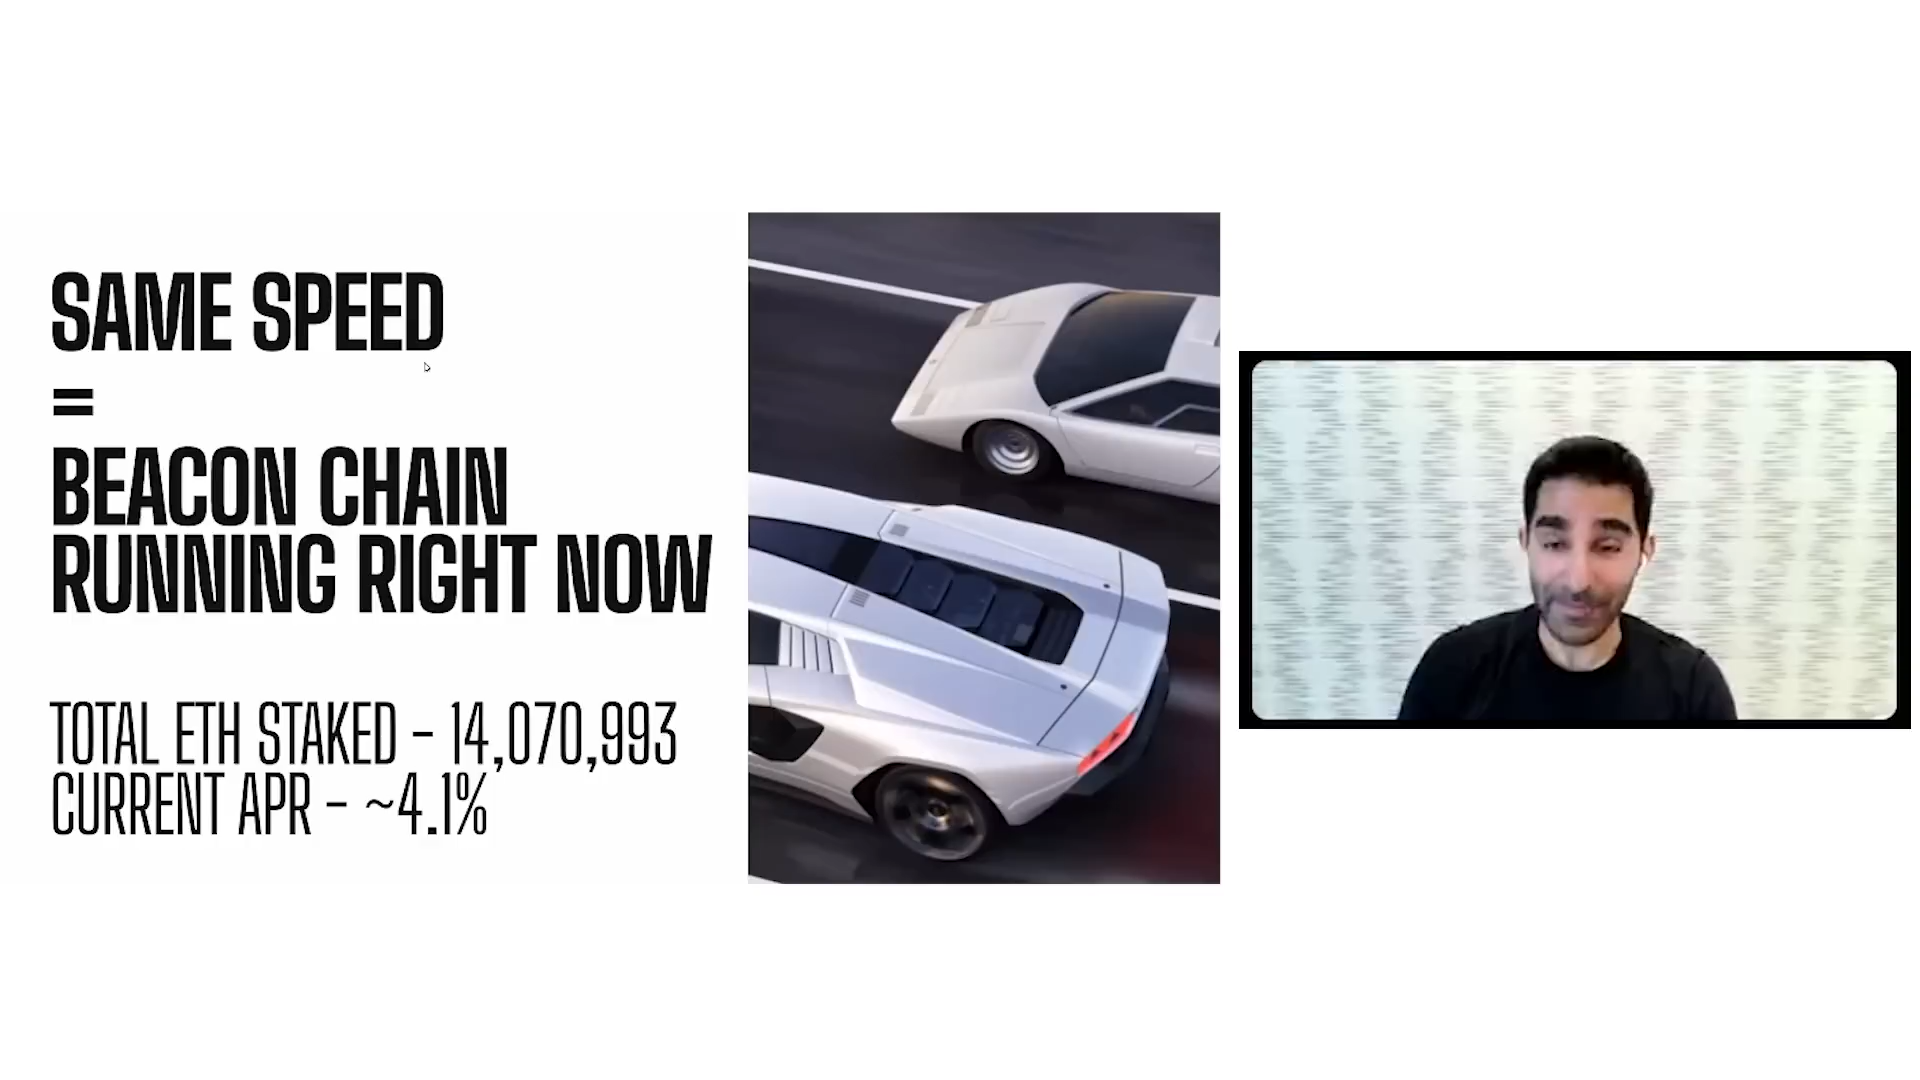 SAME SPEED
=
BEACON CHAIN
RUNNING RIGHT NOW
TOTAL ETH STAKED - 14,070,993
CURRENT APR - ~4.1%